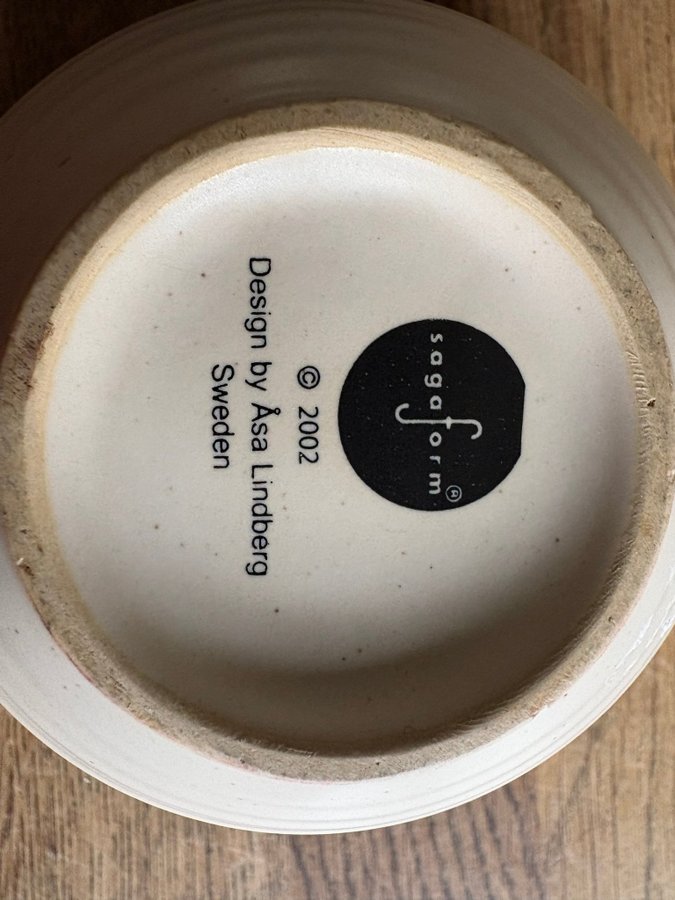 sagaform®
© 2002
Design by Åsa Lindberg
Sweden